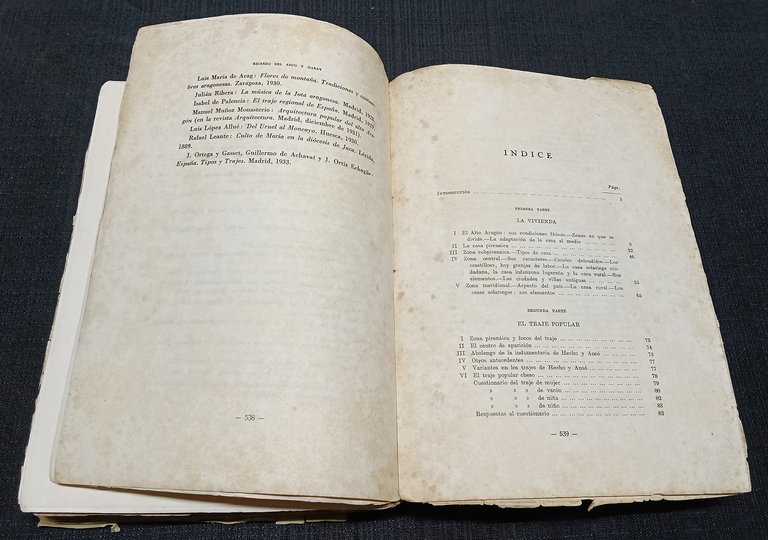 RICARDO DEL ARCO Y GARAY
Luis María de Arag: Flores de montaña. Tradiciones y costum-
bres aragonesas. Zaragoza, 1930.
Julián Ribera: La música de la Jota aragonesa. Madrid, 1928.
Isabel de Palencia: El traje regional de España. Madrid, 1926.
Manuel Muñoz Monasterio: Arquitectura popular del alto Ara-
gón (en la revista Arquitectura. Madrid, diciembre de 1931).
Luis López Allué: Del Uruel al Moncayo. Huesca, 1930.
Rafael Leante: Culto de María en la diócesis de Jaca. Lérida,
1889.
J. Ortega y Gasset, Guillermo de Achaval y J. Ortiz Echagüe:
España. Tipos y Trajes. Madrid, 1933.
— 538 —
INDICE
Págs.
INTRODUCCIÓN ... 5
PRIMERA PARTE
LA VIVIENDA
I El Alto Aragón: sus condiciones físicas.—Zonas en que se
divide.—La adaptación de la casa al medio ... 9
II La casa pirenaica ... 21
III Zona subpirenaica.—Tipos de casa ... 46
IV Zona central.—Sus caracteres.—Casales defendidos.—Los
castillos, hoy granjas de labor.—La casa solariega ciu-
dadana, la casa infanzona lugareña y la casa rural.—Sus
elementos.—Las ciudades y villas antiguas ... 55
V Zona meridional.—Aspecto del país.—La casa rural.—Las
casas solariegas: sus elementos ... 65
SEGUNDA PARTE
EL TRAJE POPULAR
I Zona pirenáica y focos del traje ... 73
II El centro de aparición ... 74
III Abolengo de la indumentaria de Hecho y Ansó ... 75
IV Otros antecedentes ... 77
V Variantes en los trajes de Hecho y Ansó ... 77
VI El traje popular cheso ... 78
Cuestionario del traje de mujer ... 79
» » » de varón ... 80
» » » de niña ... 82
» » » de niño ... 83
Respuestas al cuestionario ... 83
— 539 —